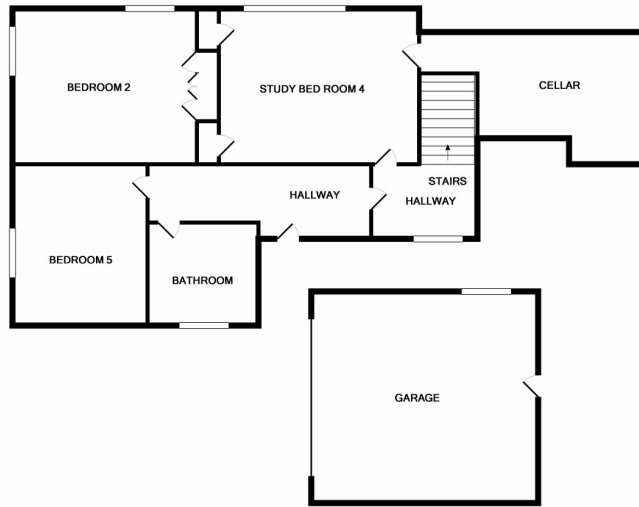 BEDROOM 2
STUDY BED ROOM 4
CELLAR
HALLWAY
STAIRS
HALLWAY
BEDROOM 5
BATHROOM
GARAGE